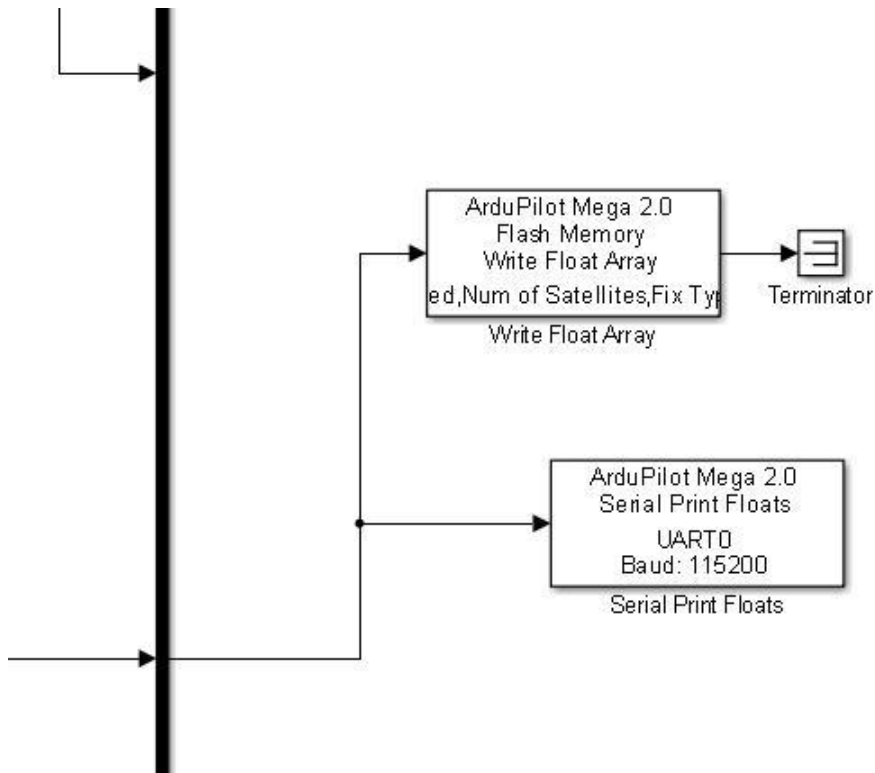 ArduPilot Mega 2.0
Flash Memory
Write Float Array
ed,Num of Satellites,Fix Typ
Write Float Array
Terminator
ArduPilot Mega 2.0
Serial Print Floats
UART0
Baud: 115200
Serial Print Floats